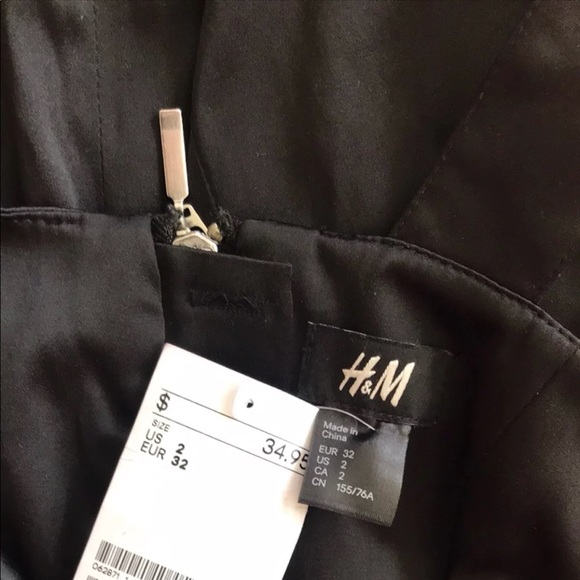 $ 34.95
SIZE
US 2
EUR 32
H&M
Made in
China
EUR 32
US 2
CA 2
CN 155/76A